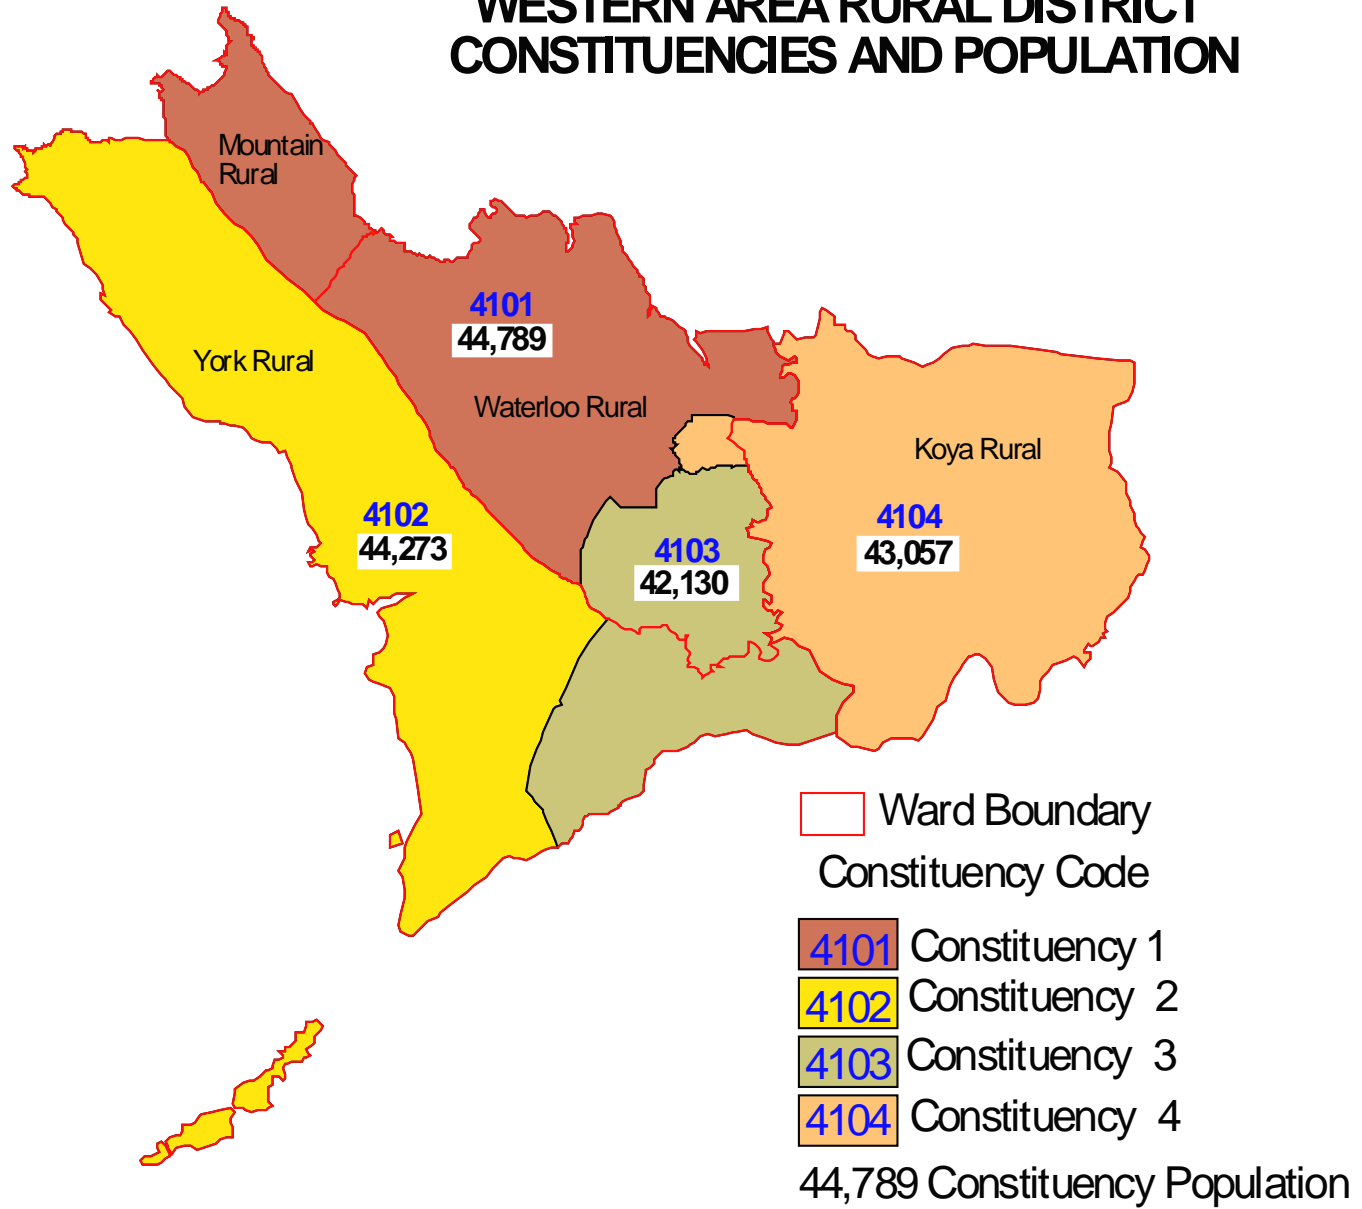 WESTERN AREA RURAL DISTRICT
CONSTITUENCIES AND POPULATION
Mountain
Rural
4101
44,789
York Rural
Waterloo Rural
Koya Rural
4102
44,273
4103
42,130
4104
43,057
Ward Boundary
Constituency Code
4101 Constituency 1
4102 Constituency 2
4103 Constituency 3
4104 Constituency 4
44,789 Constituency Population